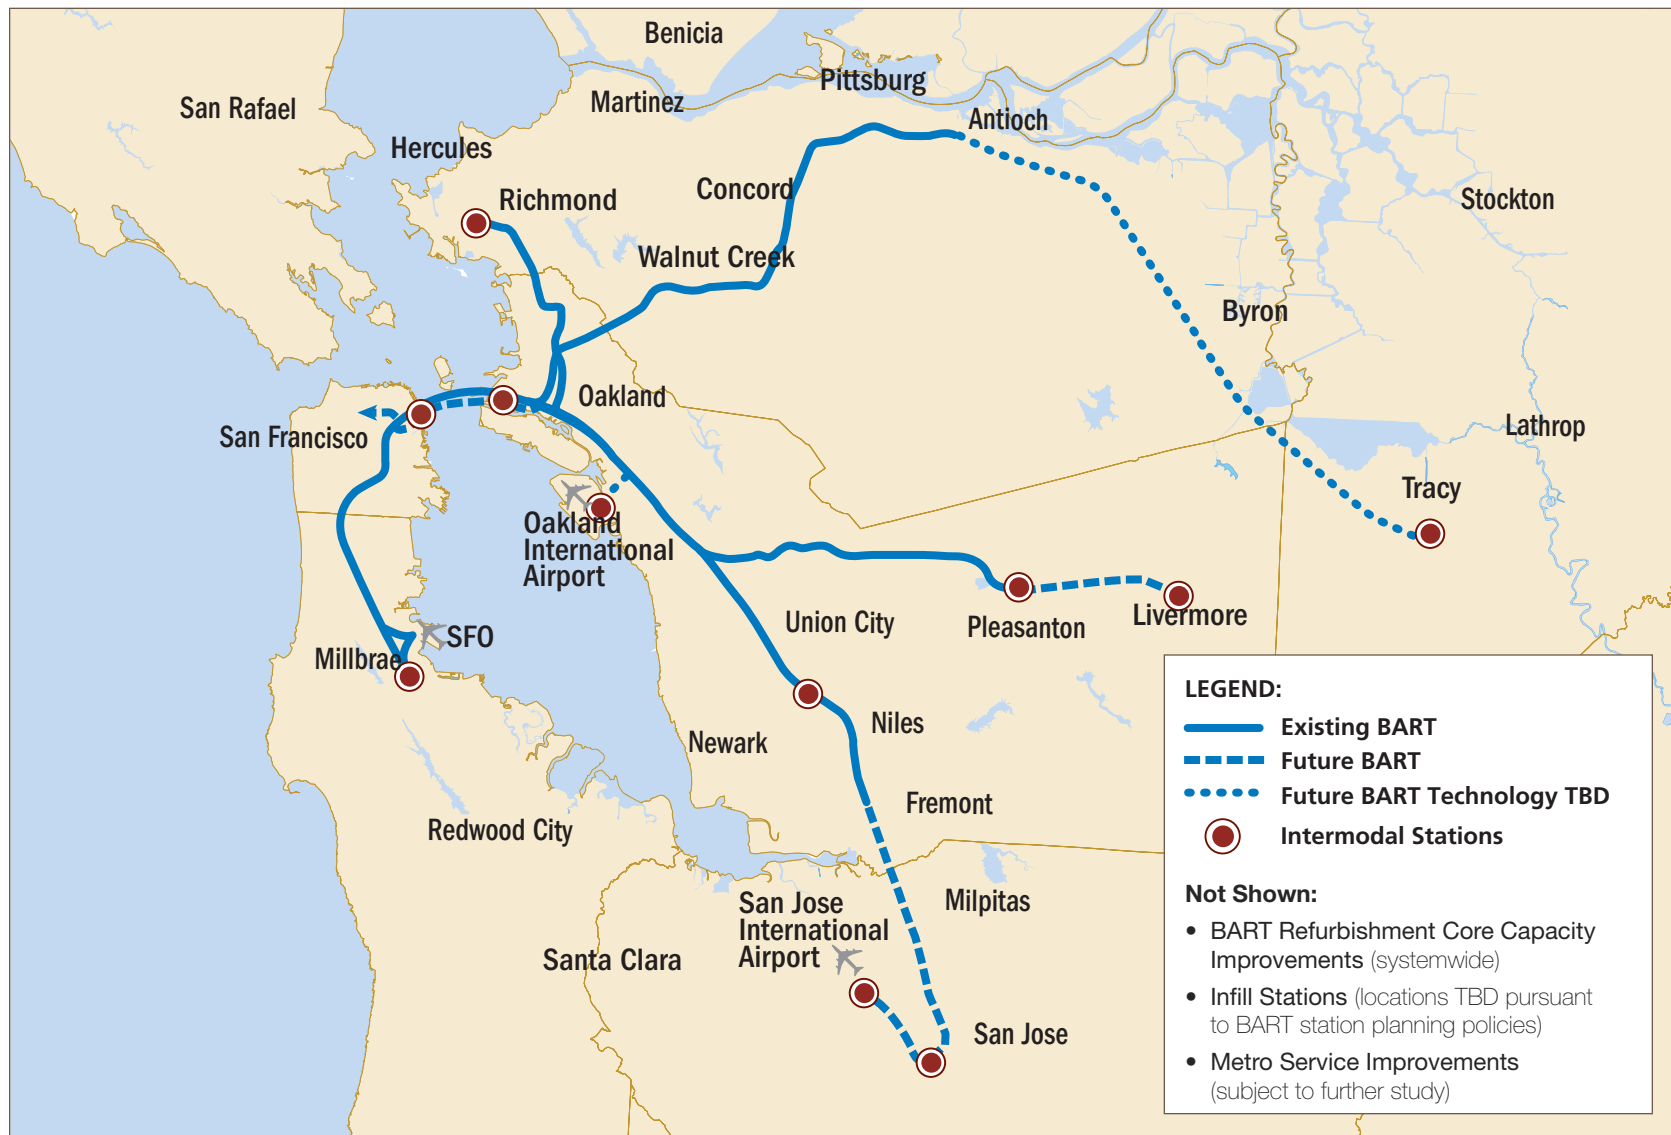 Benicia
Pittsburg
San Rafael
Martinez
Antioch
Hercules
Concord
Richmond
Stockton
Walnut Creek
Byron
Oakland
San Francisco
Lathrop
Tracy
Oakland
International
Airport
Union City
Pleasanton
Livermore
SFO
Millbrae
Niles
Newark
Fremont
Redwood City
Milpitas
San Jose
International
Airport
Santa Clara
San Jose
LEGEND:
Existing BART
Future BART
Future BART Technology TBD
Intermodal Stations
Not Shown:
• BART Refurbishment Core Capacity
Improvements (systemwide)
• Infill Stations (locations TBD pursuant
to BART station planning policies)
• Metro Service Improvements
(subject to further study)